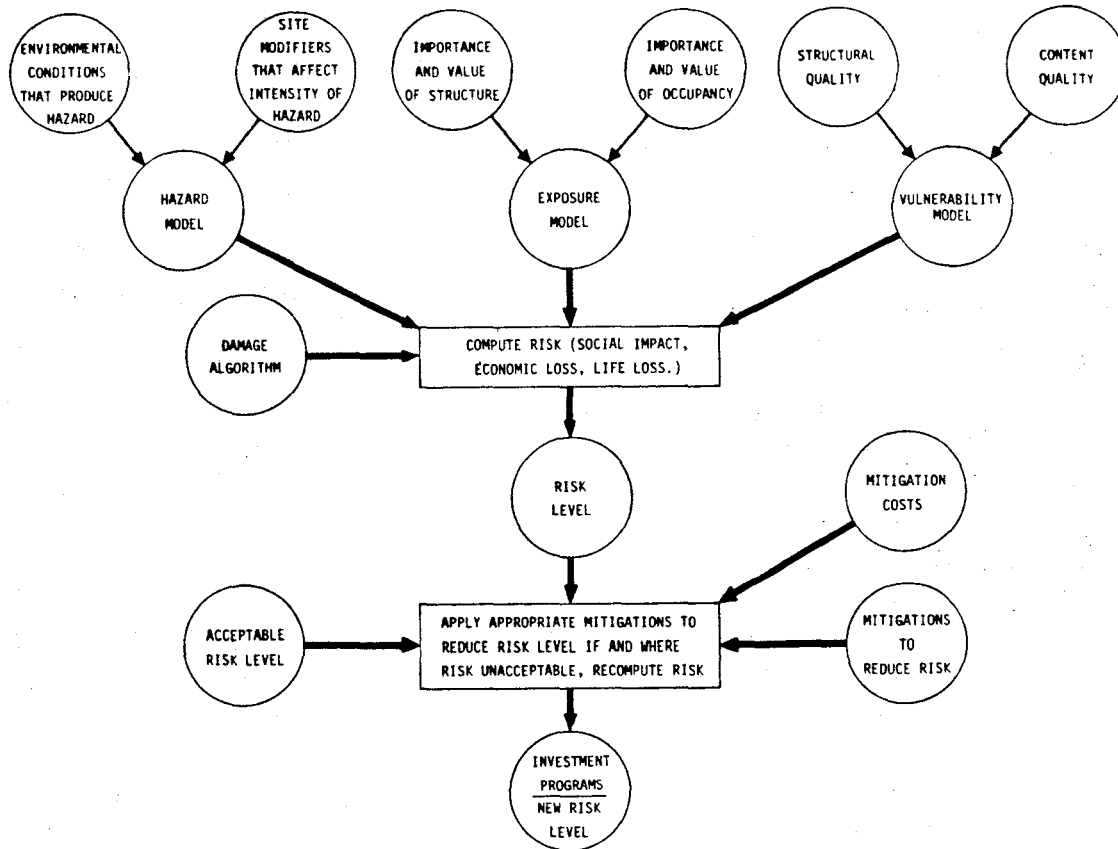 ENVIRONMENTAL
CONDITIONS
THAT PRODUCE
HAZARD
SITE
MODIFIERS
THAT AFFECT
INTENSITY OF
HAZARD
IMPORTANCE
AND VALUE
OF STRUCTURE
IMPORTANCE
AND VALUE
OF OCCUPANCY
STRUCTURAL
QUALITY
CONTENT
QUALITY
HAZARD
MODEL
EXPOSURE
MODEL
VULNERABILITY
MODEL
DAMAGE
ALGORITHM
COMPUTE RISK (SOCIAL IMPACT,
ECONOMIC LOSS, LIFE LOSS.)
RISK
LEVEL
MITIGATION
COSTS
ACCEPTABLE
RISK LEVEL
APPLY APPROPRIATE MITIGATIONS TO
REDUCE RISK LEVEL IF AND WHERE
RISK UNACCEPTABLE, RECOMPUTE RISK
MITIGATIONS
TO
REDUCE RISK
INVESTMENT
PROGRAMS
NEW RISK
LEVEL